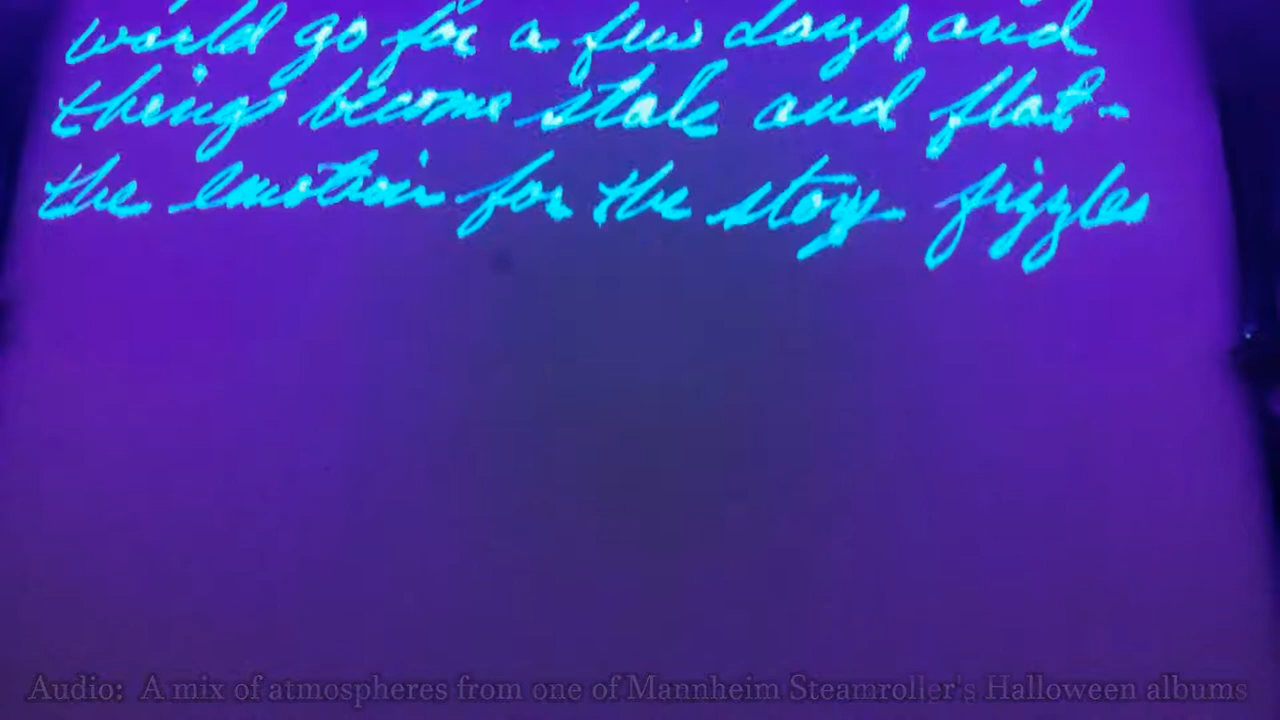 world go for a few days, and
things become stale and flat-
the emotion for the story fizzles
Audio: A mix of atmospheres from one of Mannheim Steamroller's Halloween albums